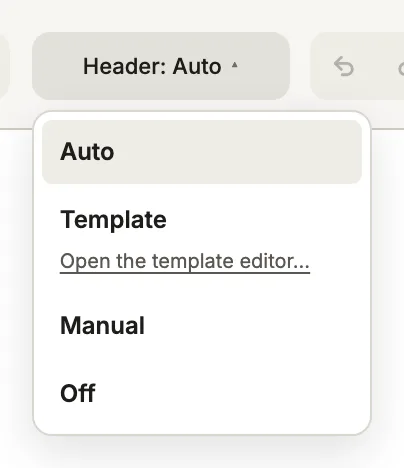 Header: Auto
Auto
Template
Open the template editor...
Manual
Off